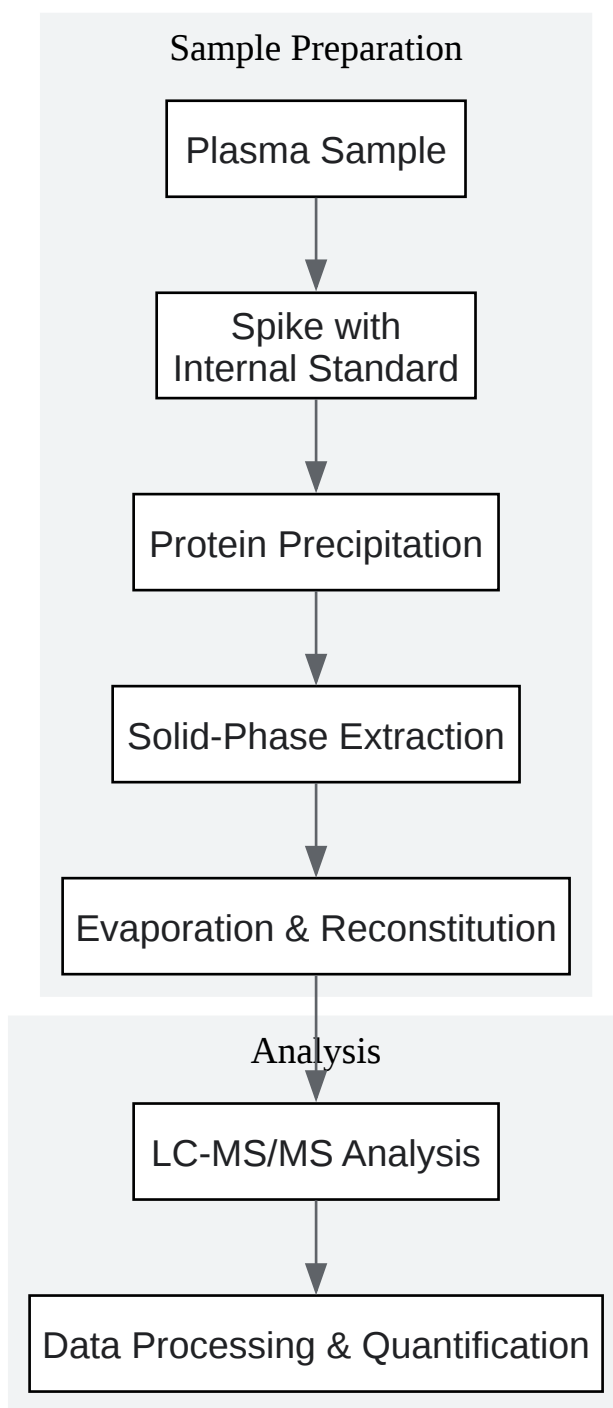 Sample Preparation
Plasma Sample
Spike with
Internal Standard
Protein Precipitation
Solid-Phase Extraction
Evaporation & Reconstitution
Analysis
LC-MS/MS Analysis
Data Processing & Quantification